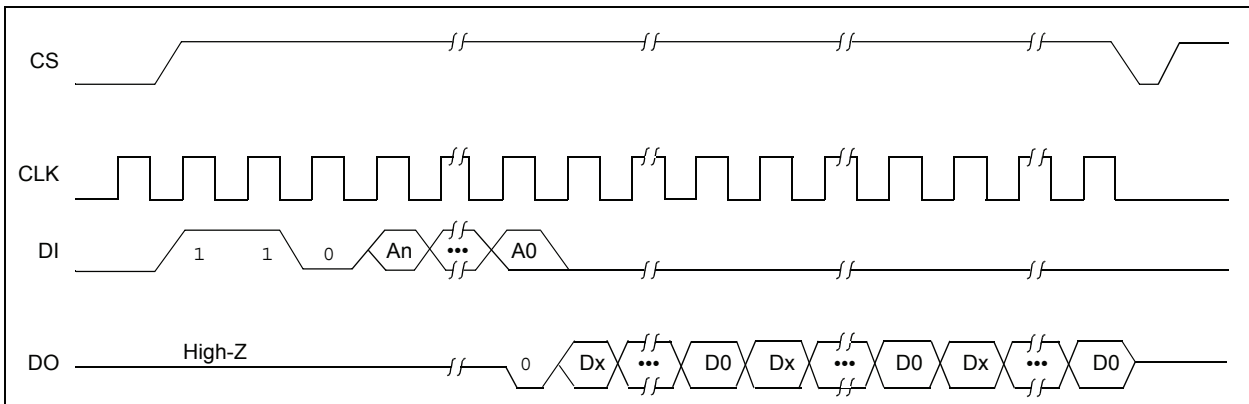 CS
CLK
DI 1 1 0 An ••• A0
High-Z
DO 0 Dx ••• D0 Dx ••• D0 Dx ••• D0